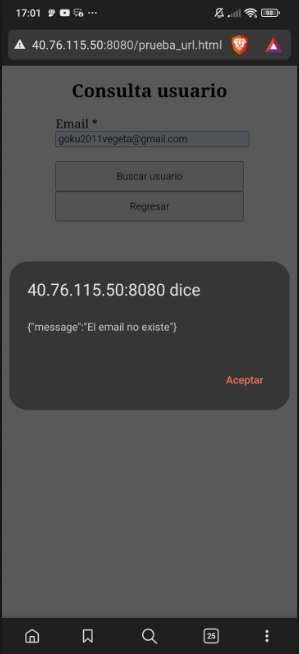 17:01
98
40.76.115.50:8080/prueba_url.html
Consulta usuario
Email *
goku2011vegeta@gmail.com
Buscar usuario
Regresar
40.76.115.50:8080 dice
{"message":"El email no existe"}
Aceptar
25